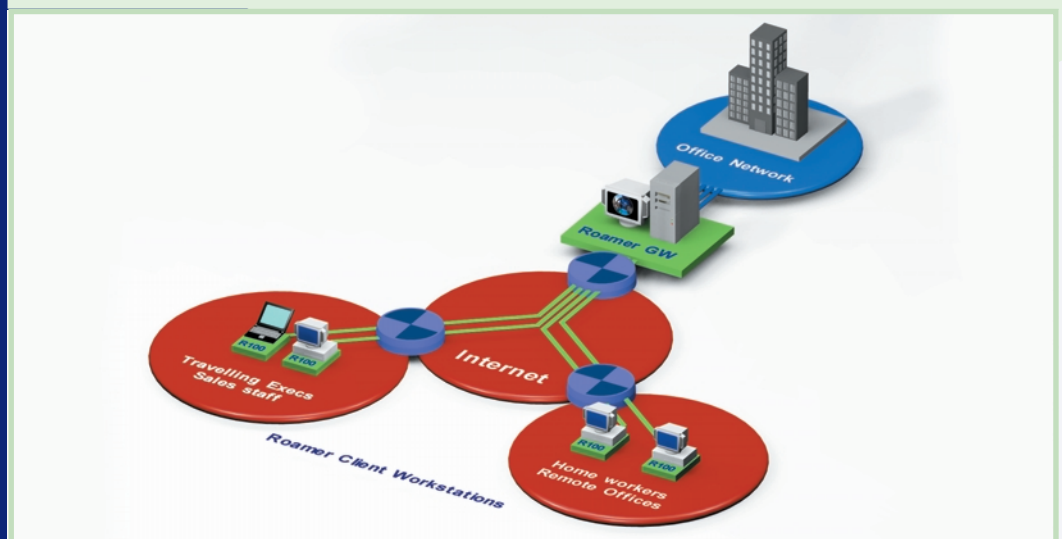 Office Network
Roamer GW
Internet
R100
R100
Travelling Execs
Sales staff
R100
R100
Home workers
Remote Offices
Roamer Client Workstations